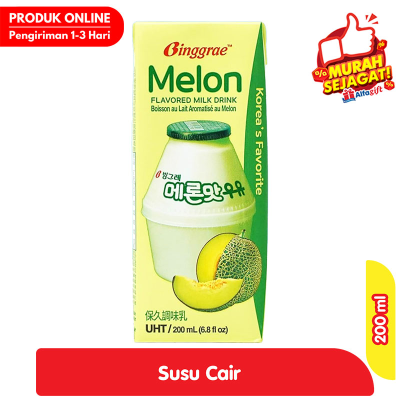 PRODUK ONLINE
Pengiriman 1-3 Hari
MURAH
SEJAGAT!
Alfagift
Binggrae™
Melon
FLAVORED MILK DRINK
Boisson au Lait Aromatisé au Melon
Korea's Favorite
빙그레
메론맛우유
保久調味乳
UHT/200 mL (6.8 fl oz)
200 ml
Susu Cair